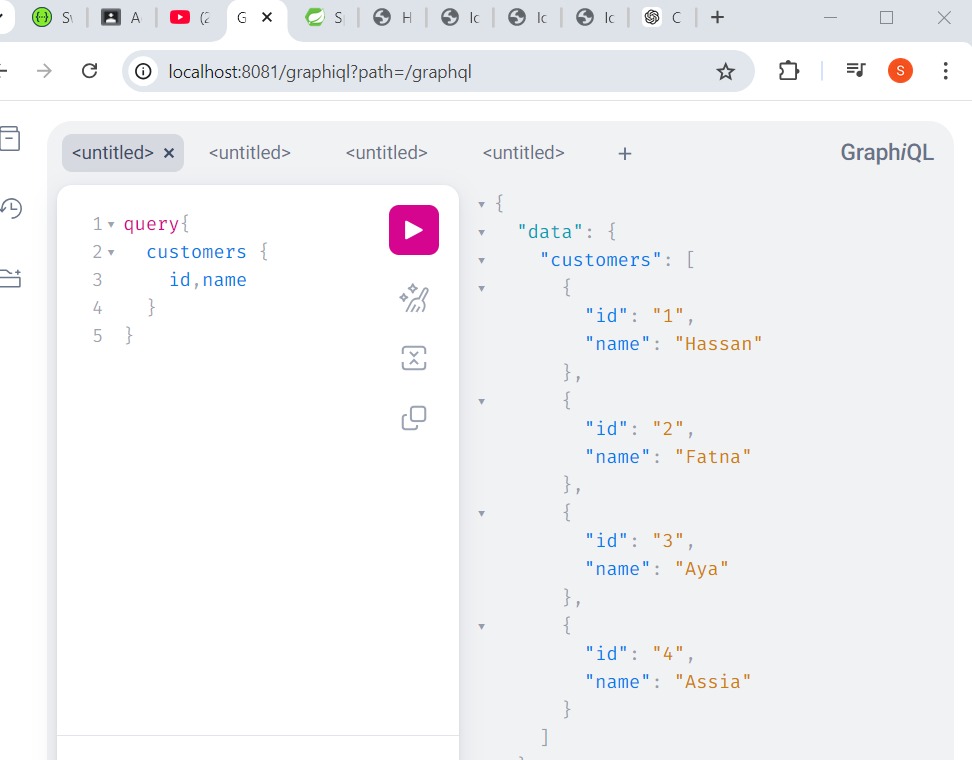 S
A
(2
G
S
H
lc
lc
lc
C
localhost:8081/graphiql?path=/graphql
S
<untitled>
<untitled>
<untitled>
<untitled>
+
GraphiQL
1 query{
2 customers {
3 id,name
4 }
5 }
{
"data": {
"customers": [
{
"id": "1",
"name": "Hassan"
},
{
"id": "2",
"name": "Fatna"
},
{
"id": "3",
"name": "Aya"
},
{
"id": "4",
"name": "Assia"
}
]